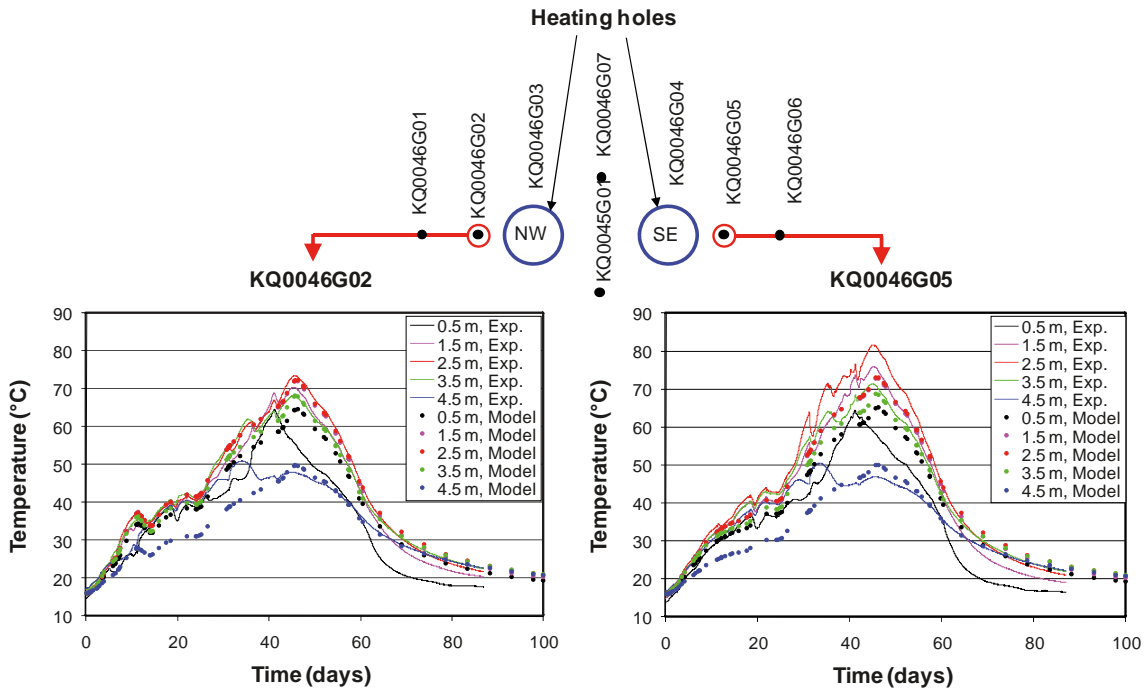 Heating holes
KQ0046G01
KQ0046G02
KQ0046G03
KQ0045G01
KQ0046G07
KQ0046G04
KQ0046G05
KQ0046G06
NW
SE
KQ0046G02
KQ0046G05
Temperature (°C)
90
80
70
60
50
40
30
20
10
0.5 m, Exp.
1.5 m, Exp.
2.5 m, Exp.
3.5 m, Exp.
4.5 m, Exp.
0.5 m, Model
1.5 m, Model
2.5 m, Model
3.5 m, Model
4.5 m, Model
0 20 40 60 80 100
Time (days)
Temperature (°C)
90
80
70
60
50
40
30
20
10
0.5 m, Exp.
1.5 m, Exp.
2.5 m, Exp.
3.5 m, Exp.
4.5 m, Exp.
0.5 m, Model
1.5 m, Model
2.5 m, Model
3.5 m, Model
4.5 m, Model
0 20 40 60 80 100
Time (days)